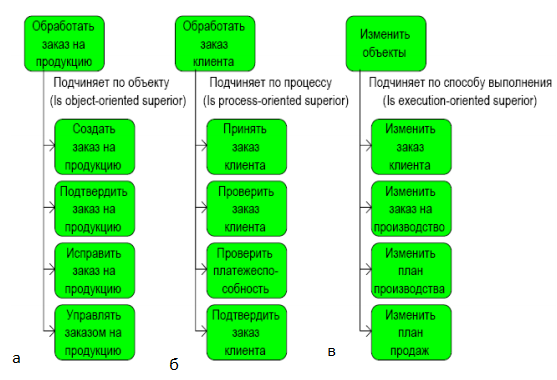 Обработать
заказ на
продукцию
Подчиняет по объекту
(Is object-oriented superior)
Создать
заказ на
продукцию
Подтвердить
заказ на
продукцию
Исправить
заказ на
продукцию
Управлять
заказом на
продукцию
а
Обработать
заказ
клиента
Подчиняет по процессу
(Is process-oriented superior)
Принять
заказ
клиента
Проверить
заказ
клиента
Проверить
платежеспо-
собность
Подтвердить
заказ
клиента
б
Изменить
объекты
Подчиняет по способу выполнения
(Is execution-oriented superior)
Изменить
заказ
клиента
Изменить
заказ на
производство
Изменить
план
производства
Изменить
план
продаж
в